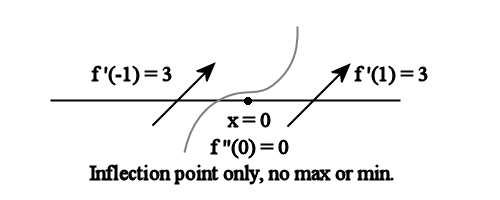 f '(-1) = 3
f '(1) = 3
x = 0
f "(0) = 0
Inflection point only, no max or min.